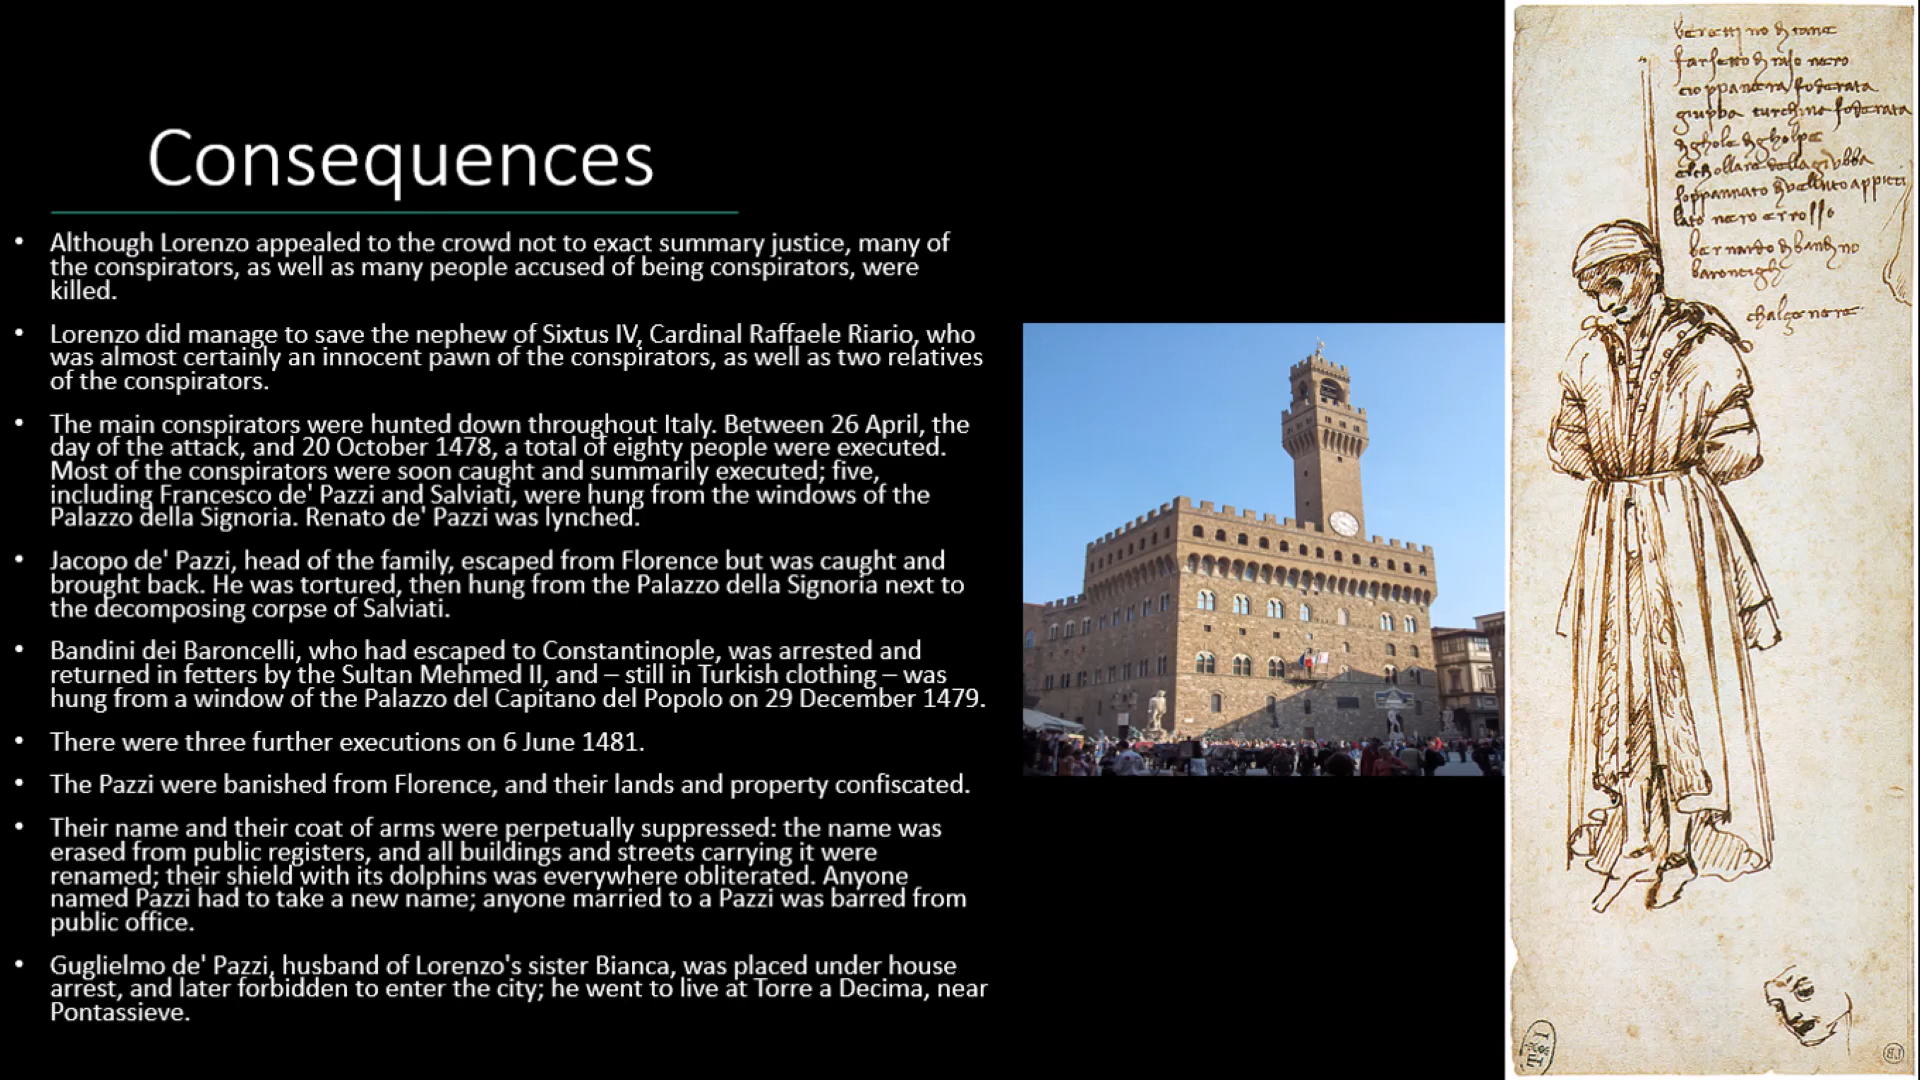 Consequences
• Although Lorenzo appealed to the crowd not to exact summary justice, many of
the conspirators, as well as many people accused of being conspirators, were
killed.
• Lorenzo did manage to save the nephew of Sixtus IV, Cardinal Raffaele Riario, who
was almost certainly an innocent pawn of the conspirators, as well as two relatives
of the conspirators.
• The main conspirators were hunted down throughout Italy. Between 26 April, the
day of the attack, and 20 October 1478, a total of eighty people were executed.
Most of the conspirators were soon caught and summarily executed; five,
including Francesco de' Pazzi and Salviati, were hung from the windows of the
Palazzo della Signoria. Renato de' Pazzi was lynched.
• Jacopo de' Pazzi, head of the family, escaped from Florence but was caught and
brought back. He was tortured, then hung from the Palazzo della Signoria next to
the decomposing corpse of Salviati.
• Bandini dei Baroncelli, who had escaped to Constantinople, was arrested and
returned in fetters by the Sultan Mehmed II, and – still in Turkish clothing – was
hung from a window of the Palazzo del Capitano del Popolo on 29 December 1479.
• There were three further executions on 6 June 1481.
• The Pazzi were banished from Florence, and their lands and property confiscated.
• Their name and their coat of arms were perpetually suppressed: the name was
erased from public registers, and all buildings and streets carrying it were
renamed; their shield with its dolphins was everywhere obliterated. Anyone
named Pazzi had to take a new name; anyone married to a Pazzi was barred from
public office.
• Guglielmo de' Pazzi, husband of Lorenzo's sister Bianca, was placed under house
arrest, and later forbidden to enter the city; he went to live at Torre a Decima, near
Pontassieve.
farsetto di raso nero
giubba turchina foderata